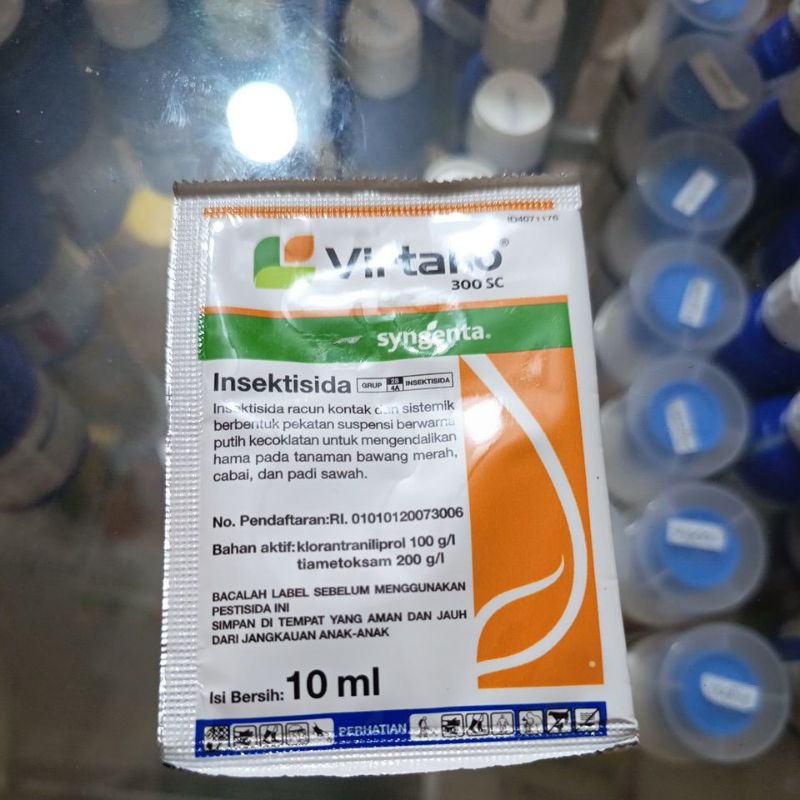 ID4071176
Virtako®
300 SC
syngenta.
Insektisida GRUP 28 4A INSEKTISIDA
Insektisida racun kontak dan sistemik
berbentuk pekatan suspensi berwarna
putih kecoklatan untuk mengendalikan
hama pada tanaman bawang merah,
cabai, dan padi sawah.
No. Pendaftaran:RI. 01010120073006
Bahan aktif:klorantraniliprol 100 g/l
tiametoksam 200 g/l
BACALAH LABEL SEBELUM MENGGUNAKAN
PESTISIDA INI
SIMPAN DI TEMPAT YANG AMAN DAN JAUH
DARI JANGKAUAN ANAK-ANAK
Isi Bersih: 10 ml
PERHATIAN